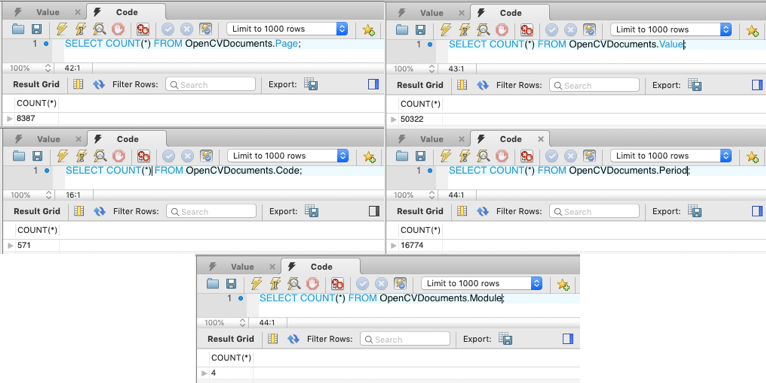 Value × Code
Limit to 1000 rows
1 SELECT COUNT(*) FROM OpenCVDocuments.Page;
100% 42:1
Result Grid Filter Rows: Search Export:
COUNT(*)
8387
Value Code
Limit to 1000 rows
1 SELECT COUNT(*) FROM OpenCVDocuments.Value;
100% 43:1
Result Grid Filter Rows: Search Export:
COUNT(*)
50322
Value × Code
Limit to 1000 rows
1 SELECT COUNT(*) FROM OpenCVDocuments.Code;
100% 16:1
Result Grid Filter Rows: Search Export:
COUNT(*)
571
Value Code ×
Limit to 1000 rows
1 SELECT COUNT(*) FROM OpenCVDocuments.Period;
100% 44:1
Result Grid Filter Rows: Search Export:
COUNT(*)
16774
Value × Code
Limit to 1000 rows
1 SELECT COUNT(*) FROM OpenCVDocuments.Module;
100% 44:1
Result Grid Filter Rows: Search Export:
COUNT(*)
4